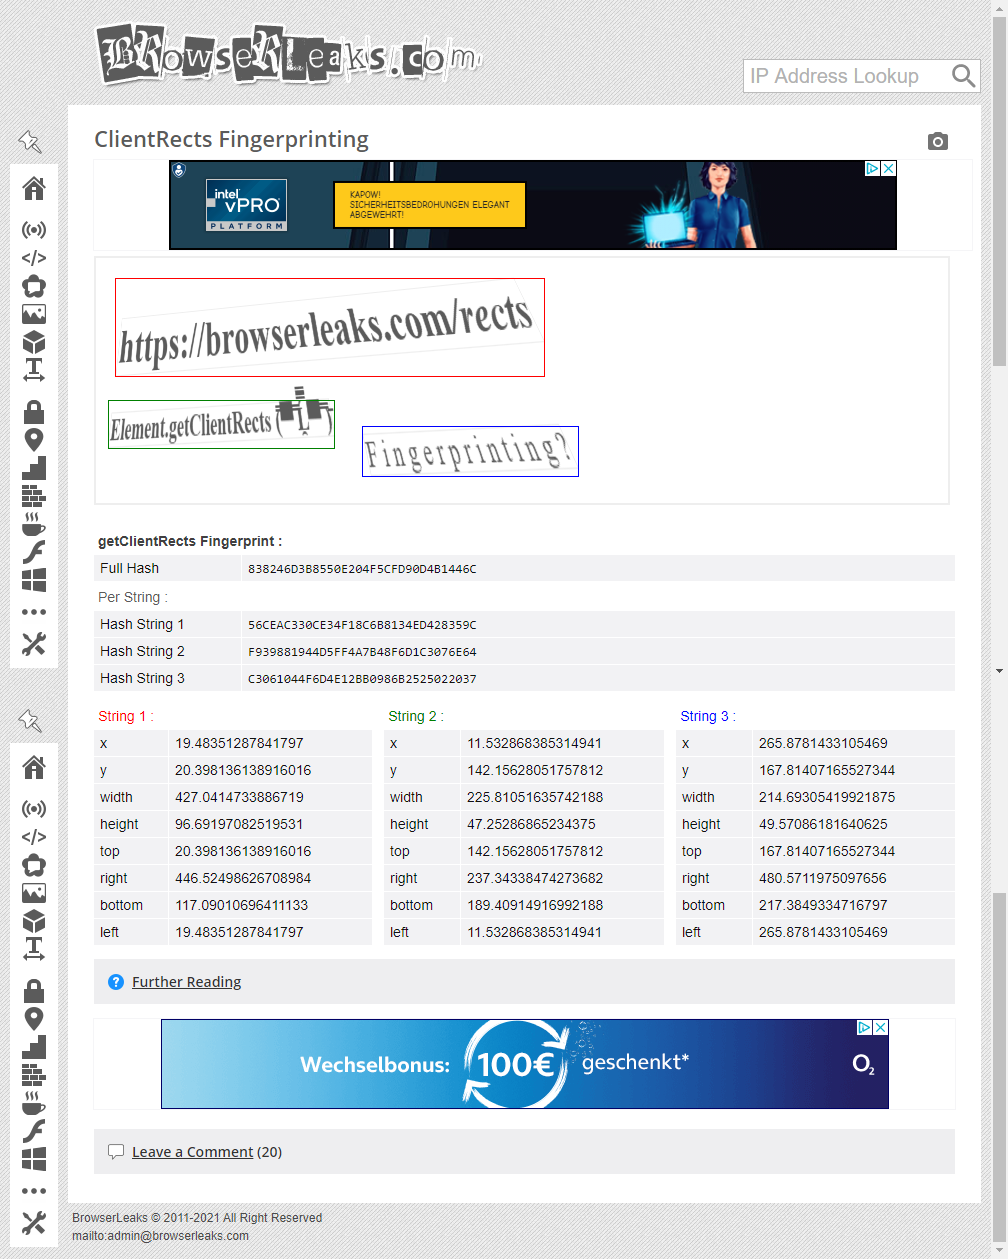 BRowseRLeaks.com
IP Address Lookup
ClientRects Fingerprinting
intel
vPRO
PLATFORM
KAPOW!
SICHERHEITSBEDROHUNGEN ELEGANT
ABGEWEHRT!
https://browserleaks.com/rects
Element.getClientRects
Fingerprinting?
getClientRects Fingerprint :
Full Hash 838246D3B8550E204F5CFD90D4B1446C
Per String :
Hash String 1 56CEAC330CE34F18C6B8134ED428359C
Hash String 2 F939881944D5FF4A7B48F6D1C3076E64
Hash String 3 C3061044F6D4E12BB0986B2525022037
String 1 :
x 19.48351287841797
y 20.398136138916016
width 427.0414733886719
height 96.69197082519531
top 20.398136138916016
right 446.52498626708984
bottom 117.09010696411133
left 19.48351287841797
String 2 :
x 11.532868385314941
y 142.15628051757812
width 225.81051635742188
height 47.25286865234375
top 142.15628051757812
right 237.34338474273682
bottom 189.40914916992188
left 11.532868385314941
String 3 :
x 265.8781433105469
y 167.81407165527344
width 214.69305419921875
height 49.57086181640625
top 167.81407165527344
right 480.5711975097656
bottom 217.3849334716797
left 265.8781433105469
Further Reading
Wechselbonus: 100€ geschenkt*
O2
Leave a Comment (20)
BrowserLeaks © 2011-2021 All Right Reserved
mailto:admin@browserleaks.com